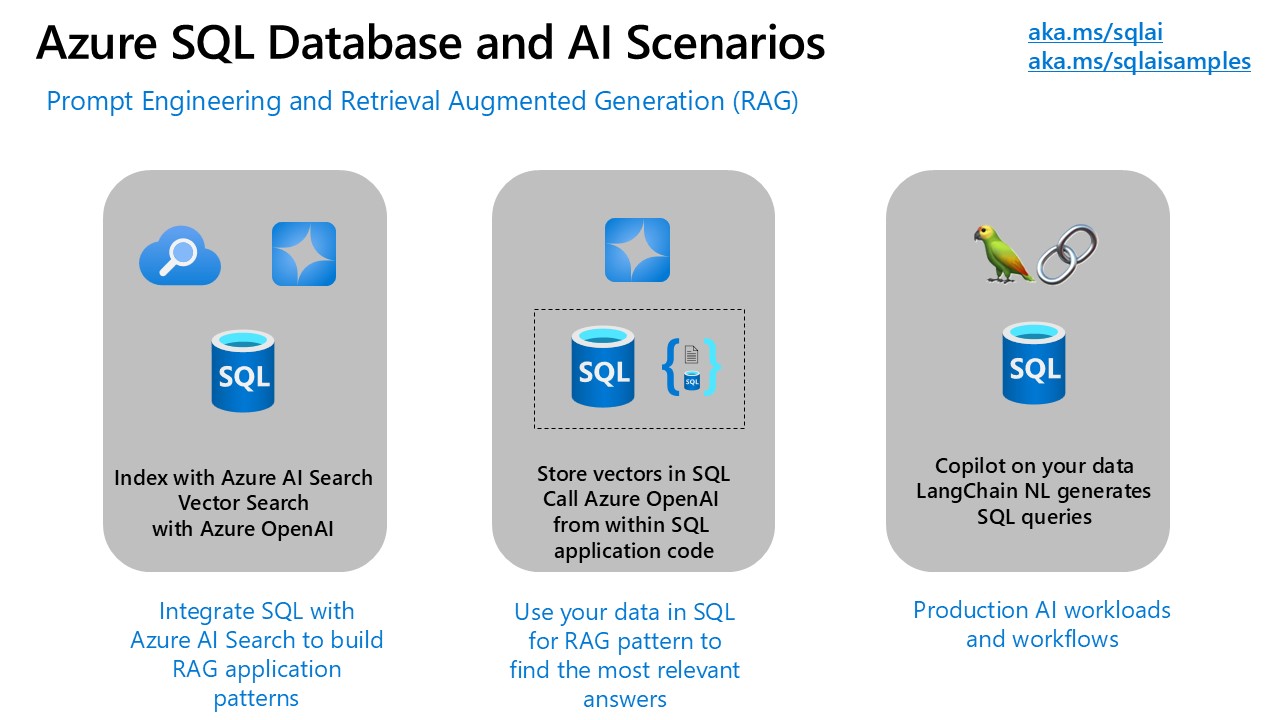 Azure SQL Database and AI Scenarios
aka.ms/sqlai
aka.ms/sqlaisamples
Prompt Engineering and Retrieval Augmented Generation (RAG)
SQL
Index with Azure AI Search
Vector Search
with Azure OpenAI
Integrate SQL with
Azure AI Search to build
RAG application
patterns
SQL
{ SQL }
Store vectors in SQL
Call Azure OpenAI
from within SQL
application code
Use your data in SQL
for RAG pattern to
find the most relevant
answers
SQL
Copilot on your data
LangChain NL generates
SQL queries
Production AI workloads
and workflows